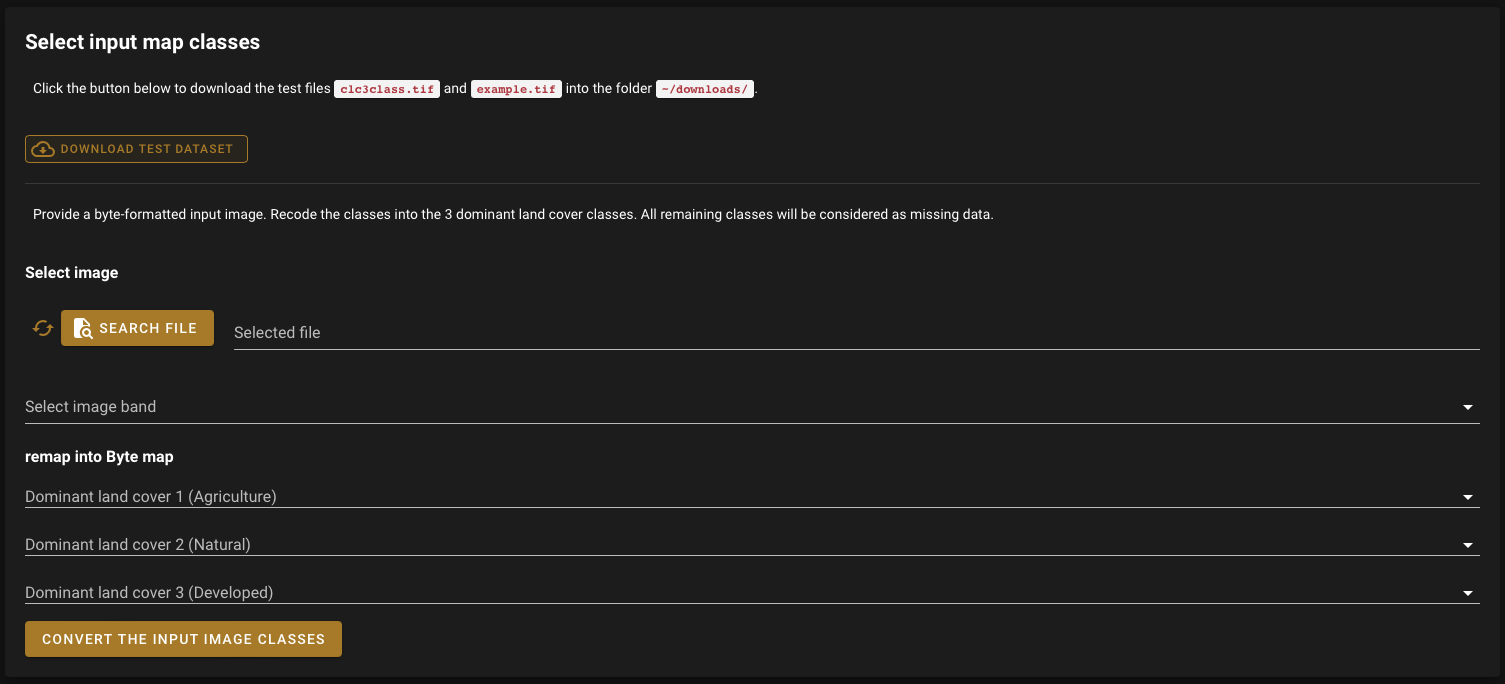 Select input map classes
Click the button below to download the test files clc3class.tif and example.tif into the folder ~/downloads/.
DOWNLOAD TEST DATASET
Provide a byte-formatted input image. Recode the classes into the 3 dominant land cover classes. All remaining classes will be considered as missing data.
Select image
SEARCH FILE
Selected file
Select image band
remap into Byte map
Dominant land cover 1 (Agriculture)
Dominant land cover 2 (Natural)
Dominant land cover 3 (Developed)
CONVERT THE INPUT IMAGE CLASSES